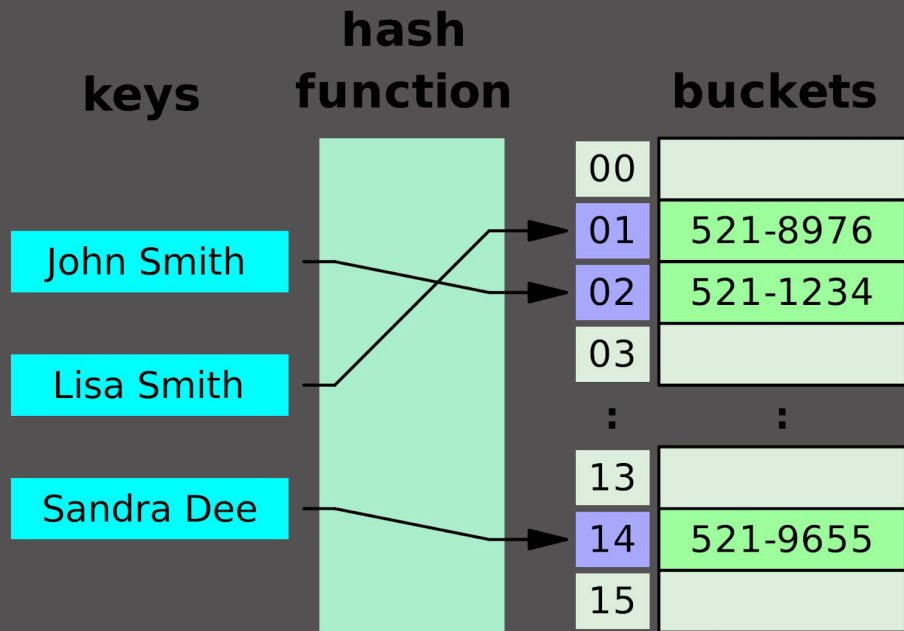 keys
hash
function
buckets
John Smith
Lisa Smith
Sandra Dee
00
01 521-8976
02 521-1234
03
: :
13
14 521-9655
15